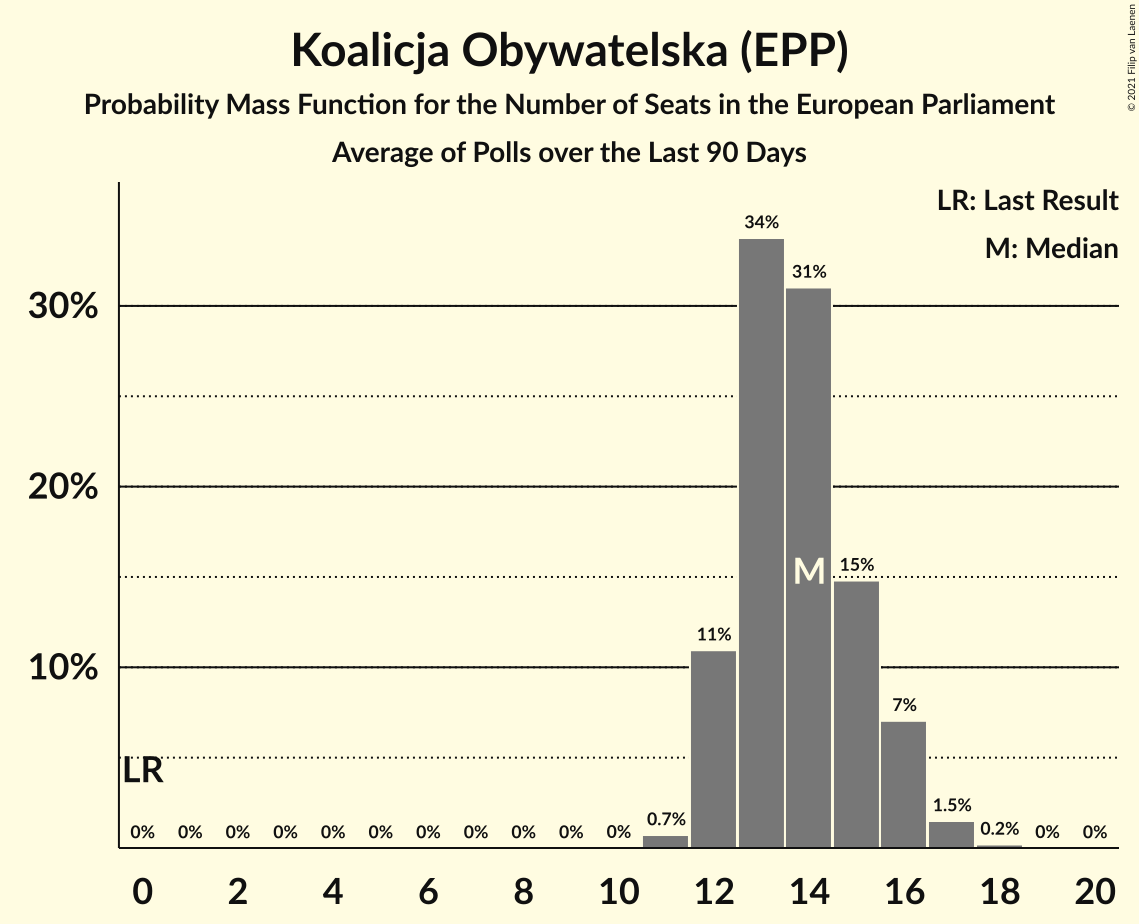 Koalicja Obywatelska (EPP)
Probability Mass Function for the Number of Seats in the European Parliament
Average of Polls over the Last 90 Days
© 2021 Filip van Laenen
LR: Last Result
M: Median
34%
31%
30%
20%
M
15%
11%
10%
7%
LR
1.5%
0.7%
0.2%
0% 0% 0% 0% 0% 0% 0% 0% 0% 0% 0% 0% 0%
0 2 4 6 8 10 12 14 16 18 20